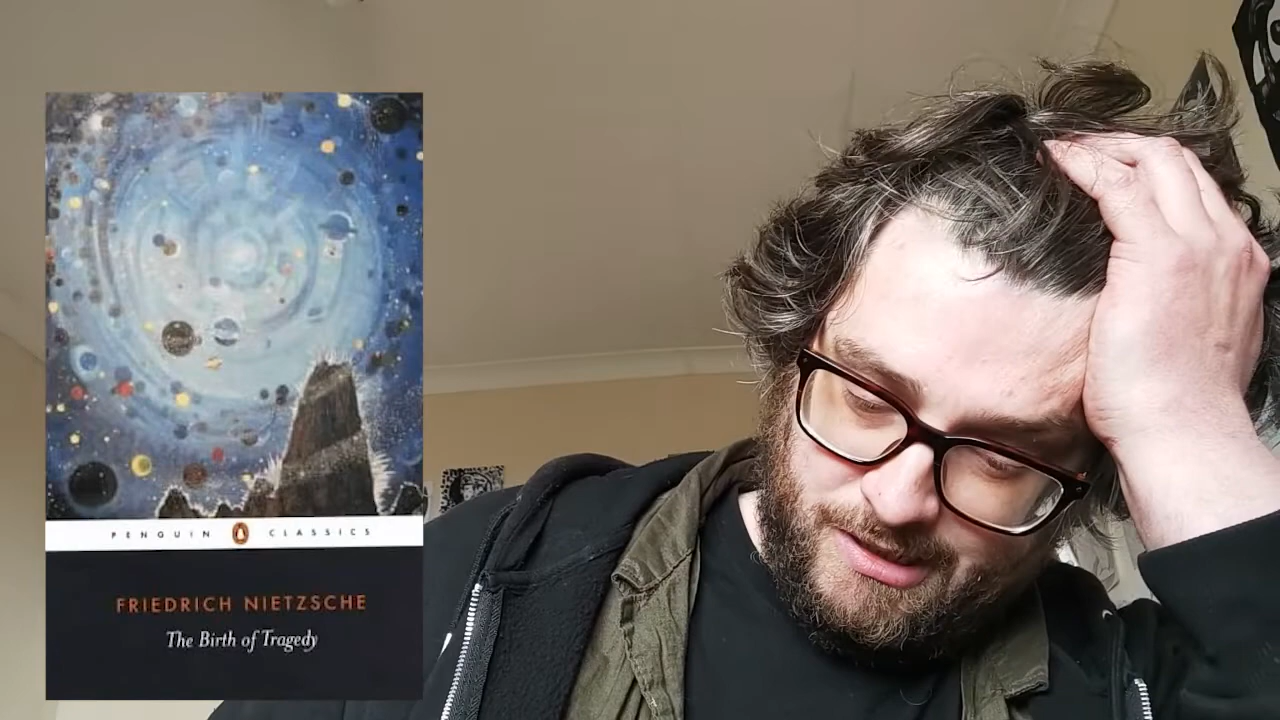 PENGUIN CLASSICS
FRIEDRICH NIETZSCHE
The Birth of Tragedy